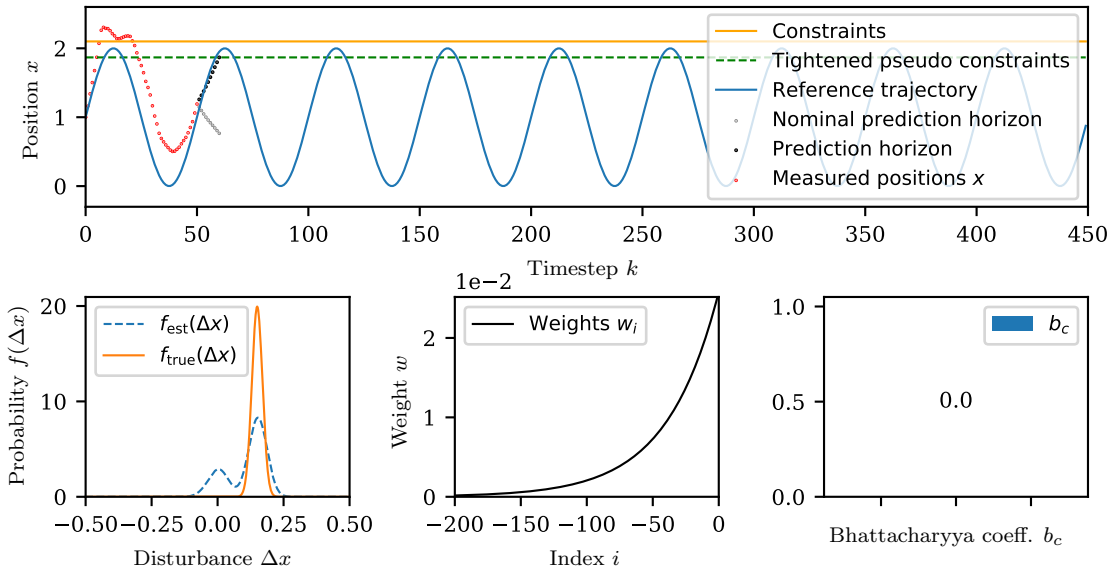 Position x
2
1
0
Constraints
Tightened pseudo constraints
Reference trajectory
Nominal prediction horizon
Prediction horizon
Measured positions x
0 50 100 150 200 250 300 350 400 450
Timestep k
Probability f(Δx)
20
10
0
f_est(Δx)
f_true(Δx)
−0.50 −0.25 0.00 0.25 0.50
Disturbance Δx
1e−2
Weight w
2
1
0
Weights w_i
−200 −150 −100 −50 0
Index i
1.0
0.5
0.0
b_c
0.0
Bhattacharyya coeff. b_c